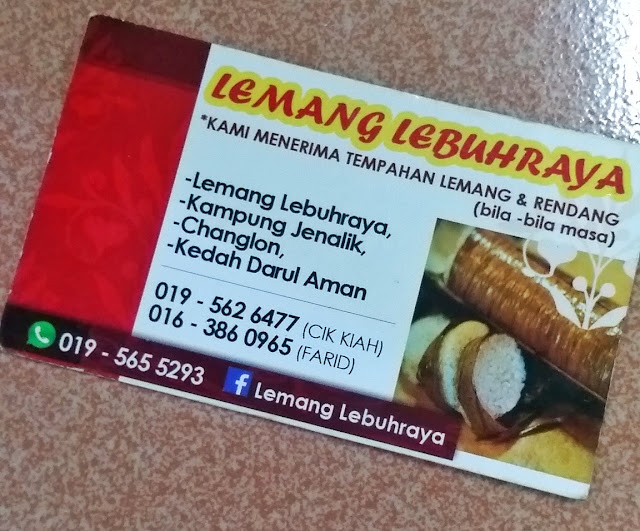 LEMANG LEBUHRAYA
*KAMI MENERIMA TEMPAHAN LEMANG & RENDANG
(bila -bila masa)
-Lemang Lebuhraya,
-Kampung Jenalik,
-Changlon,
-Kedah Darul Aman
019 - 562 6477 (CIK KIAH)
016 - 386 0965 (FARID)
019 - 565 5293
f Lemang Lebuhraya